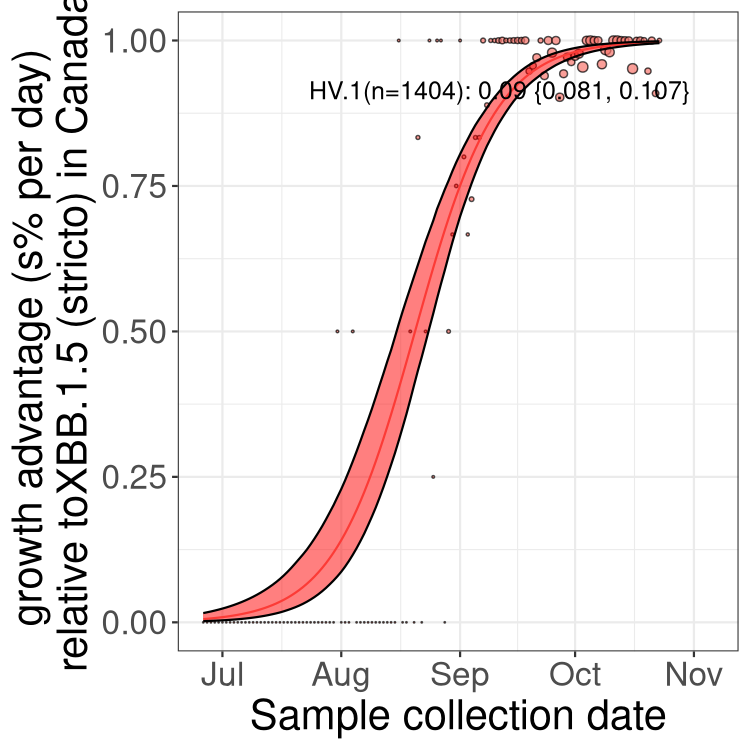 growth advantage (s% per day)
relative toXBB.1.5 (stricto) in Canada
1.00
0.75
0.50
0.25
0.00
HV.1(n=1404): 0.09 {0.081, 0.107}
Jul Aug Sep Oct Nov
Sample collection date